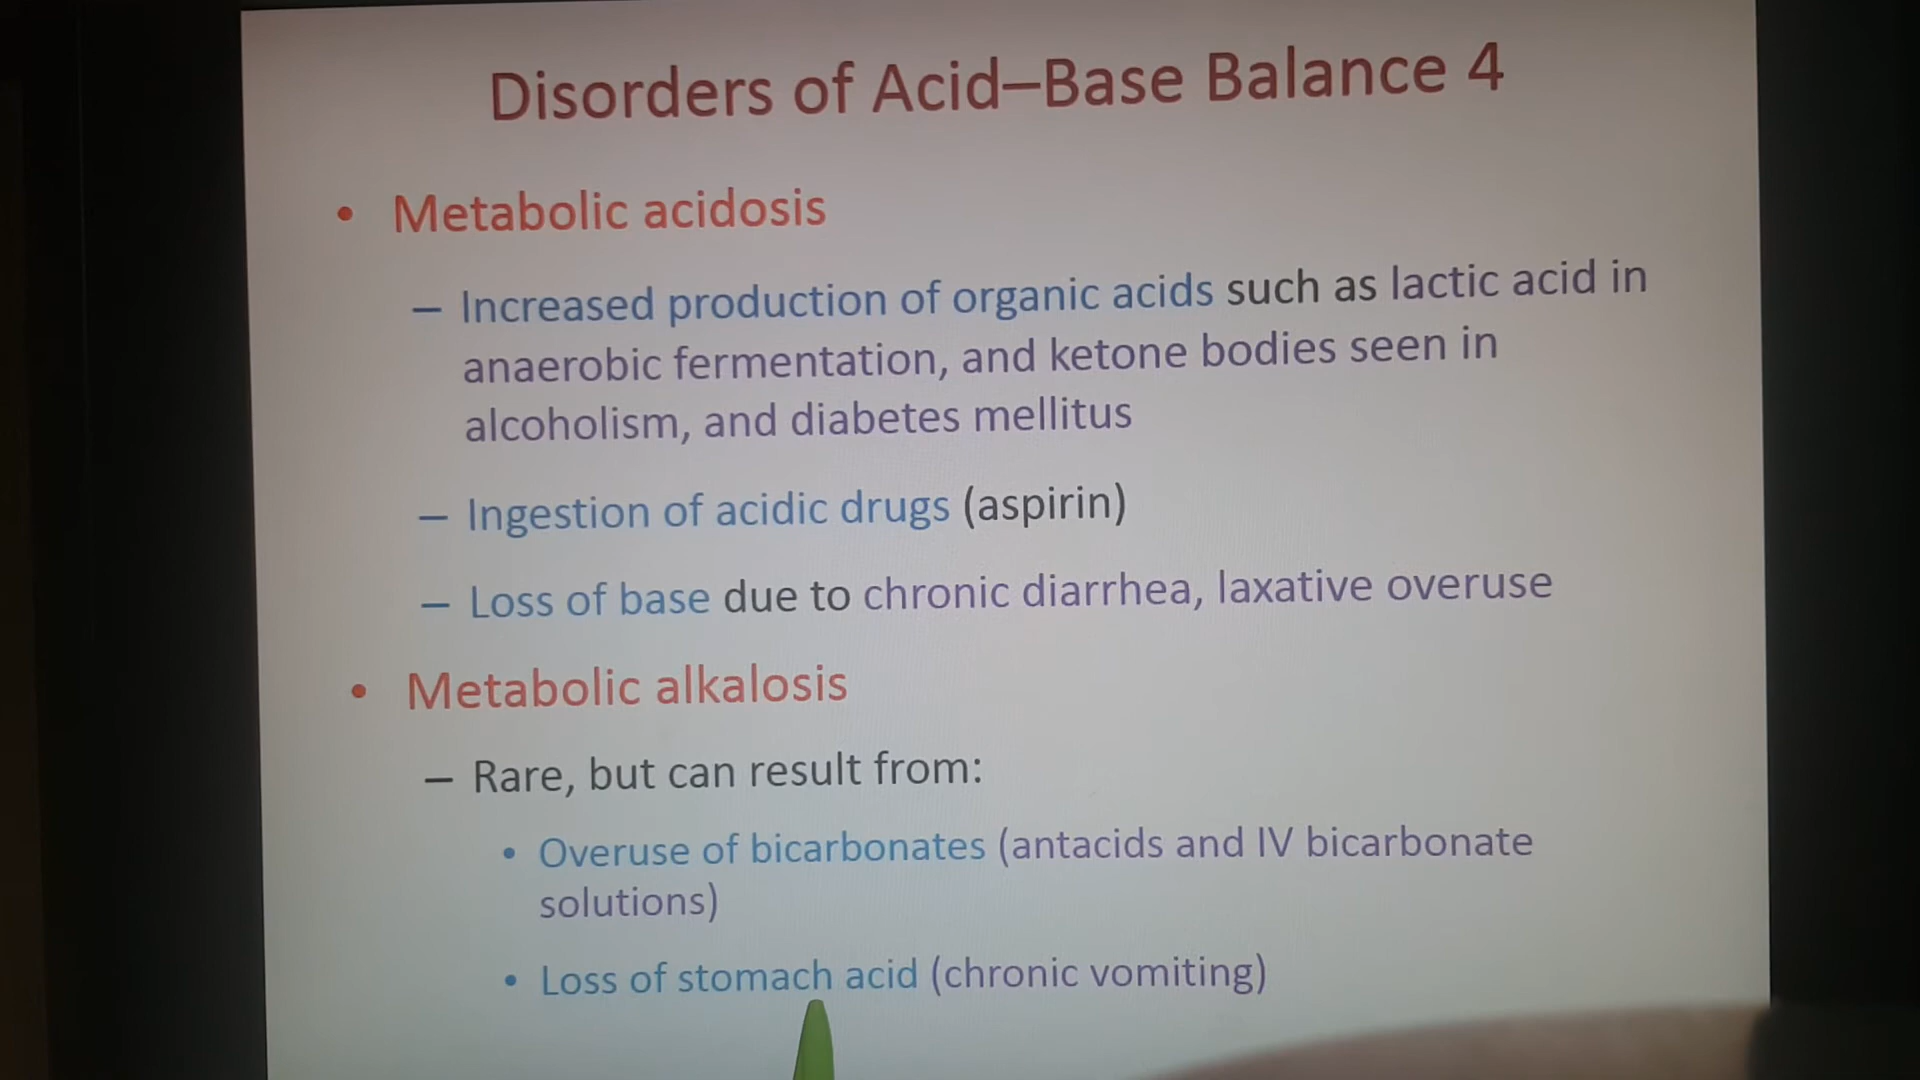 Disorders of Acid–Base Balance 4
• Metabolic acidosis
– Increased production of organic acids such as lactic acid in
anaerobic fermentation, and ketone bodies seen in
alcoholism, and diabetes mellitus
– Ingestion of acidic drugs (aspirin)
– Loss of base due to chronic diarrhea, laxative overuse
• Metabolic alkalosis
– Rare, but can result from:
• Overuse of bicarbonates (antacids and IV bicarbonate
solutions)
• Loss of stomach acid (chronic vomiting)